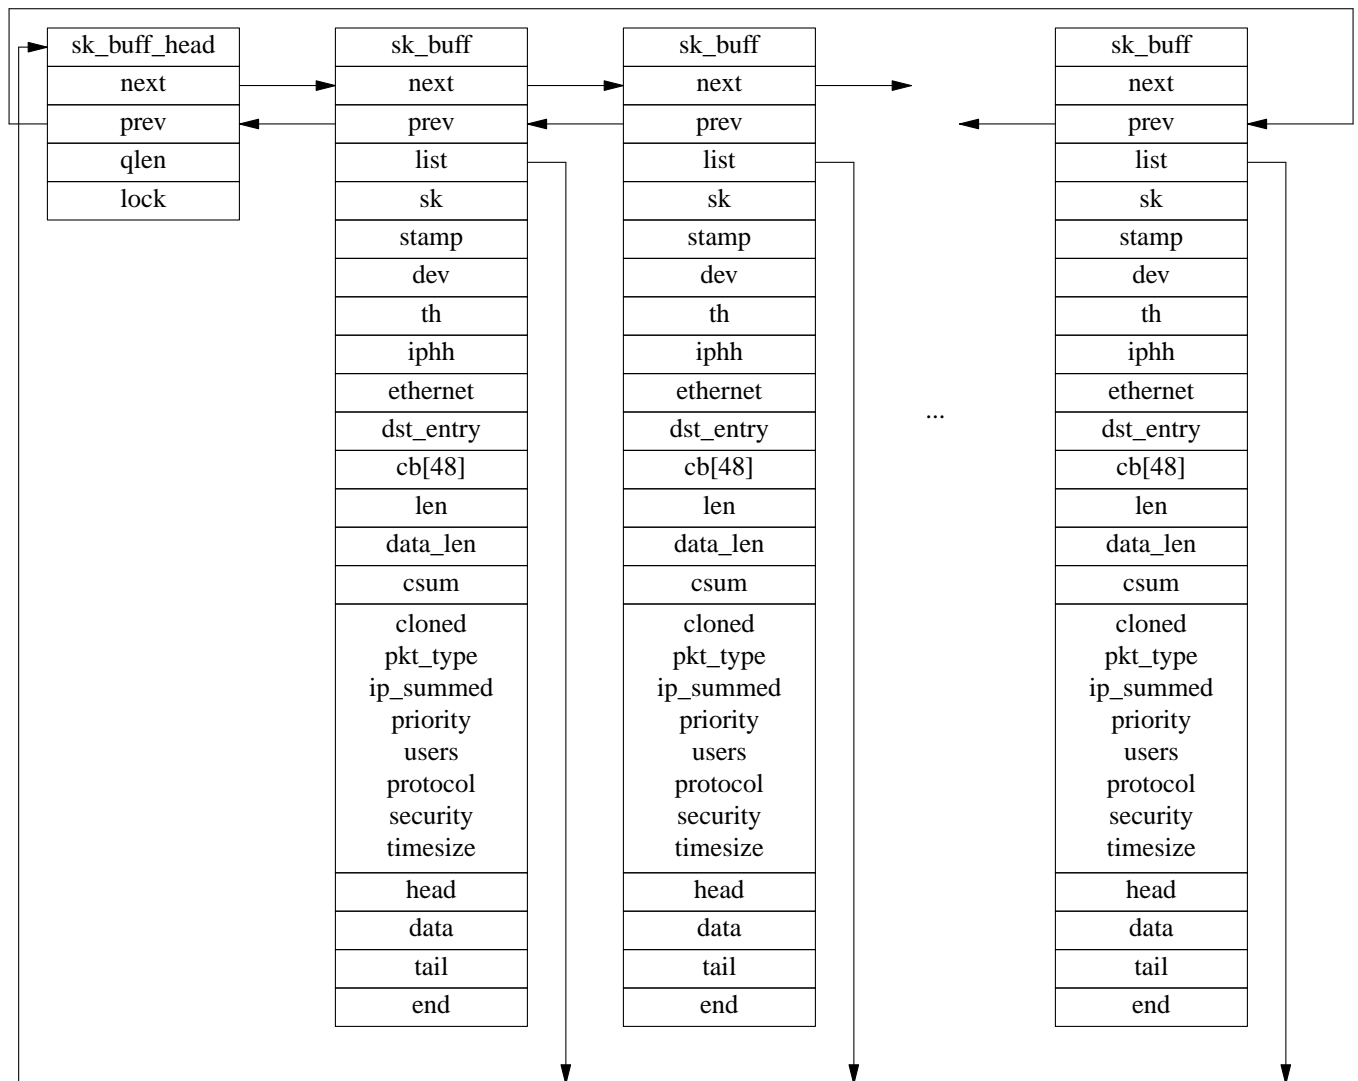 sk_buff_head
next
prev
qlen
lock
sk_buff
next
prev
list
sk
stamp
dev
th
iphh
ethernet
dst_entry
cb[48]
len
data_len
csum
cloned
pkt_type
ip_summed
priority
users
protocol
security
timesize
head
data
tail
end
sk_buff
next
prev
list
sk
stamp
dev
th
iphh
ethernet
dst_entry
cb[48]
len
data_len
csum
cloned
pkt_type
ip_summed
priority
users
protocol
security
timesize
head
data
tail
end
...
sk_buff
next
prev
list
sk
stamp
dev
th
iphh
ethernet
dst_entry
cb[48]
len
data_len
csum
cloned
pkt_type
ip_summed
priority
users
protocol
security
timesize
head
data
tail
end